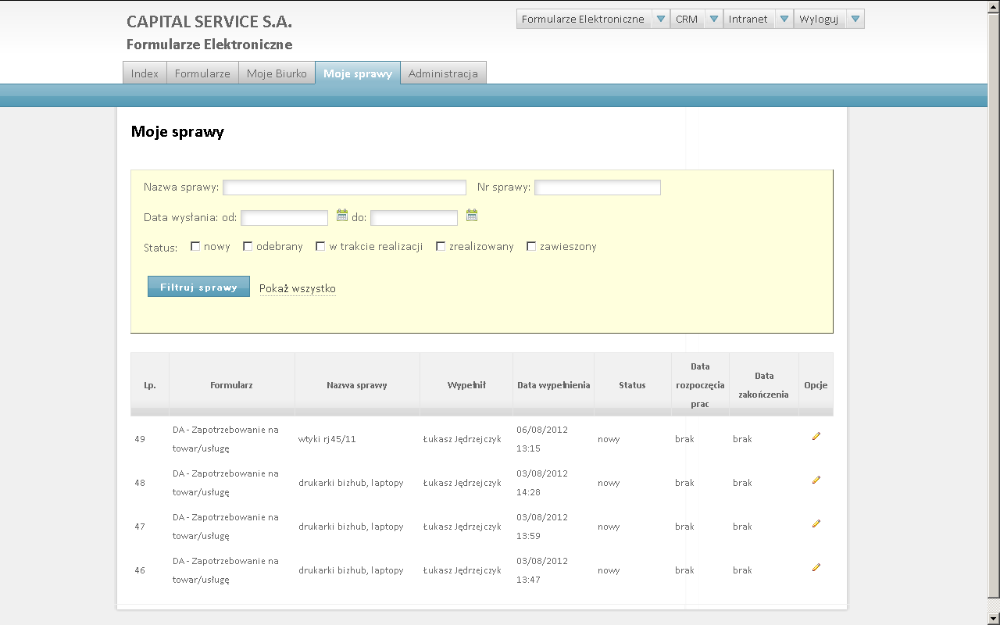 CAPITAL SERVICE S.A.
Formularze Elektroniczne
Formularze Elektroniczne CRM Intranet Wyloguj
Index Formularze Moje Biurko Moje sprawy Administracja
Moje sprawy
Nazwa sprawy: Nr sprawy:
Data wysłania: od: do:
Status: nowy odebrany w trakcie realizacji zrealizowany zawieszony
Filtruj sprawy Pokaż wszystko
Lp. Formularz Nazwa sprawy Wypełnił Data wypełnienia Status Data rozpoczęcia prac Data zakończenia Opcje
49 DA - Zapotrzebowanie na towar/usługę wtyki rj45/11 Łukasz Jędrzejczyk 06/08/2012 13:15 nowy brak brak
48 DA - Zapotrzebowanie na towar/usługę drukarki bizhub, laptopy Łukasz Jędrzejczyk 03/08/2012 14:28 nowy brak brak
47 DA - Zapotrzebowanie na towar/usługę drukarki bizhub, laptopy Łukasz Jędrzejczyk 03/08/2012 13:59 nowy brak brak
46 DA - Zapotrzebowanie na towar/usługę drukarki bizhub, laptopy Łukasz Jędrzejczyk 03/08/2012 13:47 nowy brak brak